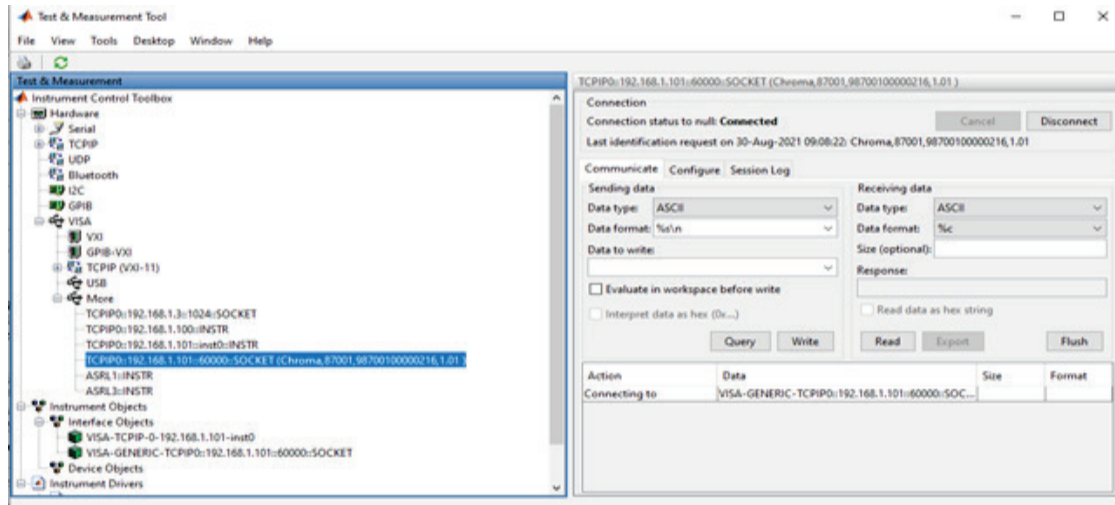 Test & Measurement Tool
File View Tools Desktop Window Help
Test & Measurement
Instrument Control Toolbox
Hardware
Serial
TCPIP
UDP
Bluetooth
I2C
GPIB
VISA
VXI
GPIB-VXI
TCPIP (VXI-11)
USB
More
TCPIP0::192.168.1.3::1024::SOCKET
TCPIP0::192.168.1.100::INSTR
TCPIP0::192.168.1.101::inst0::INSTR
TCPIP0::192.168.1.101::60000::SOCKET (Chroma,87001,98700100000216,1.01 )
ASRL1::INSTR
ASRL3::INSTR
Instrument Objects
Interface Objects
VISA-TCPIP-0-192.168.1.101-inst0
VISA-GENERIC-TCPIP0::192.168.1.101::60000::SOCKET
Device Objects
Instrument Drivers
TCPIP0::192.168.1.101::60000::SOCKET (Chroma,87001,98700100000216,1.01 )
Connection
Connection status to null: Connected Cancel Disconnect
Last identification request on 30-Aug-2021 09:08:22: Chroma,87001,98700100000216,1.01
Communicate Configure Session Log
Sending data
Data type: ASCII
Data format: %s\n
Data to write:
Evaluate in workspace before write
Interpret data as hex (0x...)
Query Write
Receiving data
Data type: ASCII
Data format: %c
Size (optional):
Response:
Read data as hex string
Read Export Flush
Action Data Size Format
Connecting to VISA-GENERIC-TCPIP0::192.168.1.101::60000::SOC...